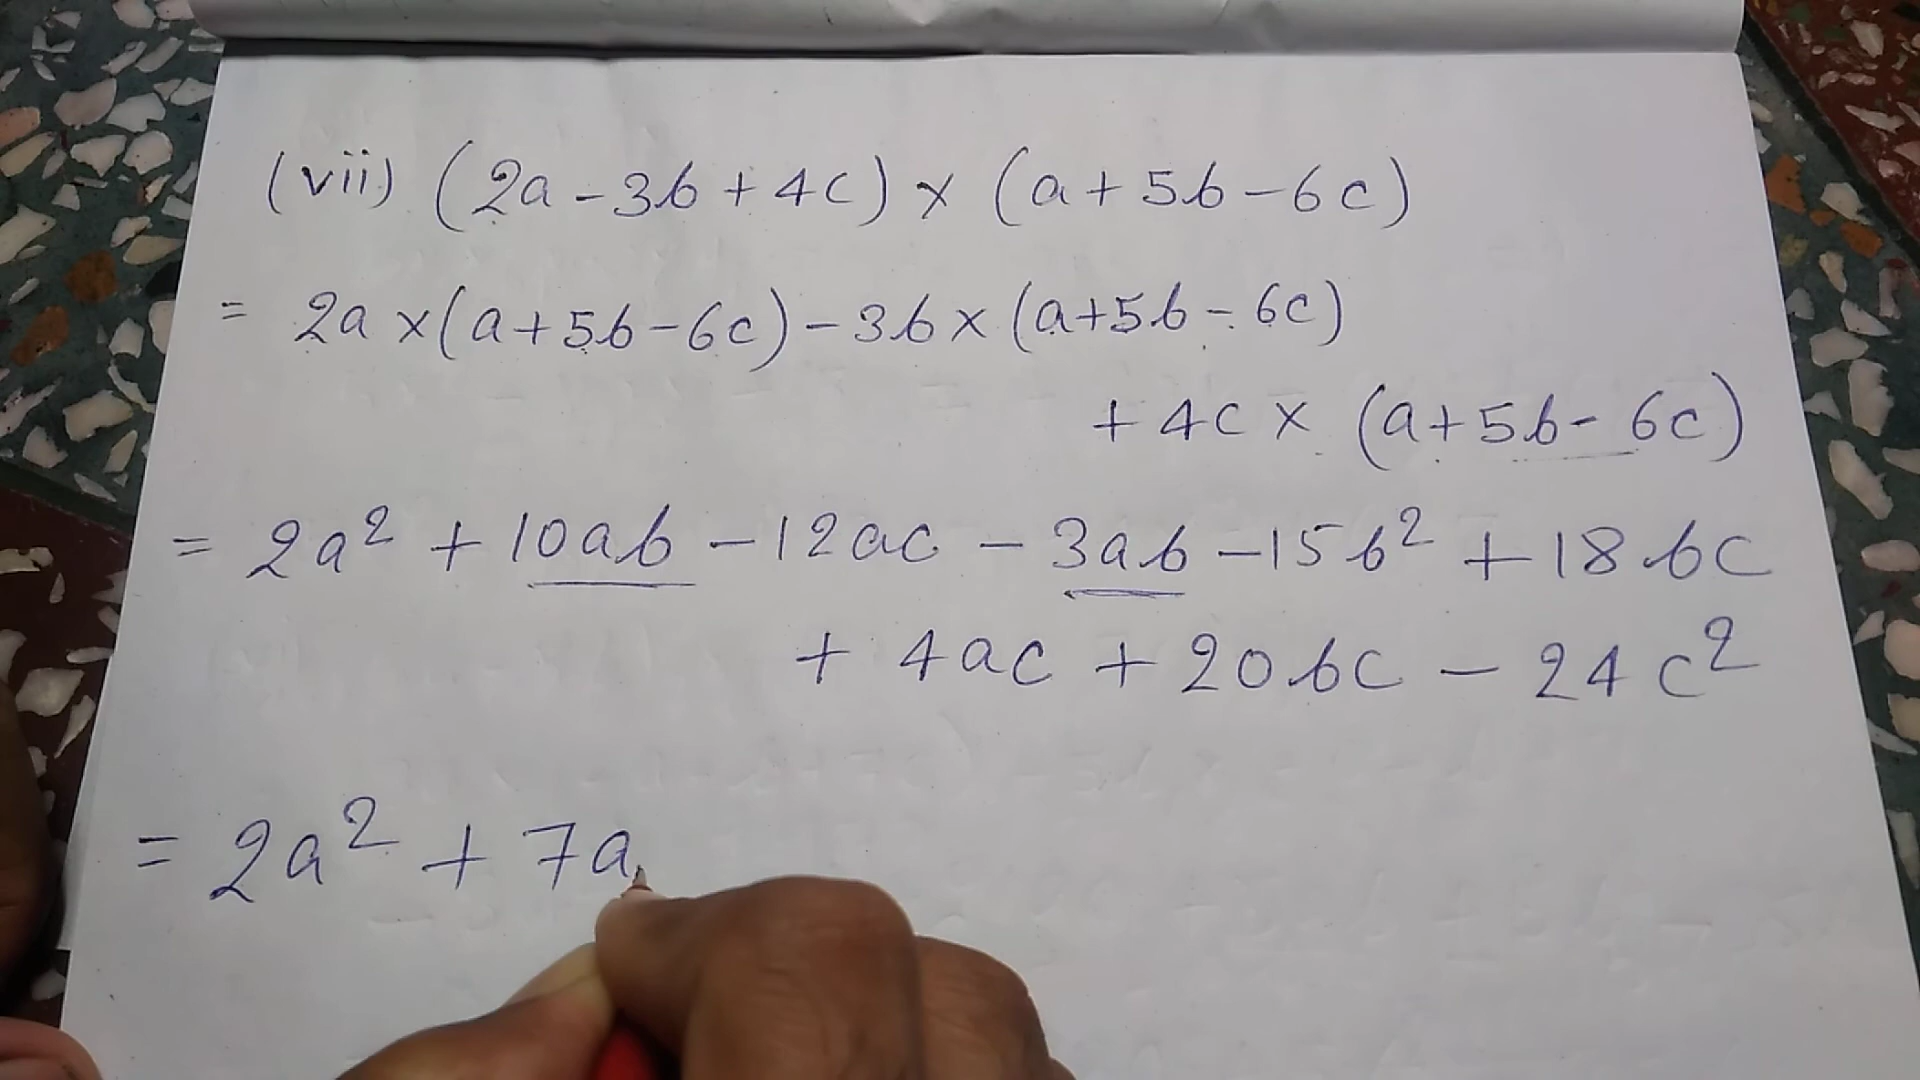 (vii) (2a - 3b + 4c) × (a + 5b - 6c)
= 2a × (a + 5b - 6c) - 3b × (a + 5b - 6c)
+ 4c × (a + 5b - 6c)
= 2a² + 10ab - 12ac - 3ab - 15b² + 18bc
+ 4ac + 20bc - 24c²
= 2a² + 7a